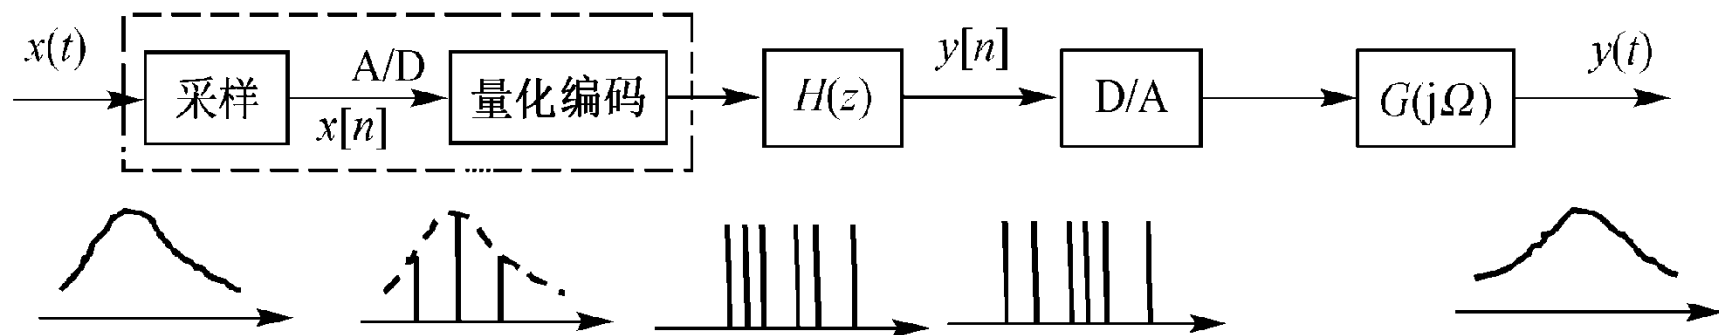 x(t)
采样
A/D
x[n]
量化编码
H(z)
y[n]
D/A
G(jΩ)
y(t)